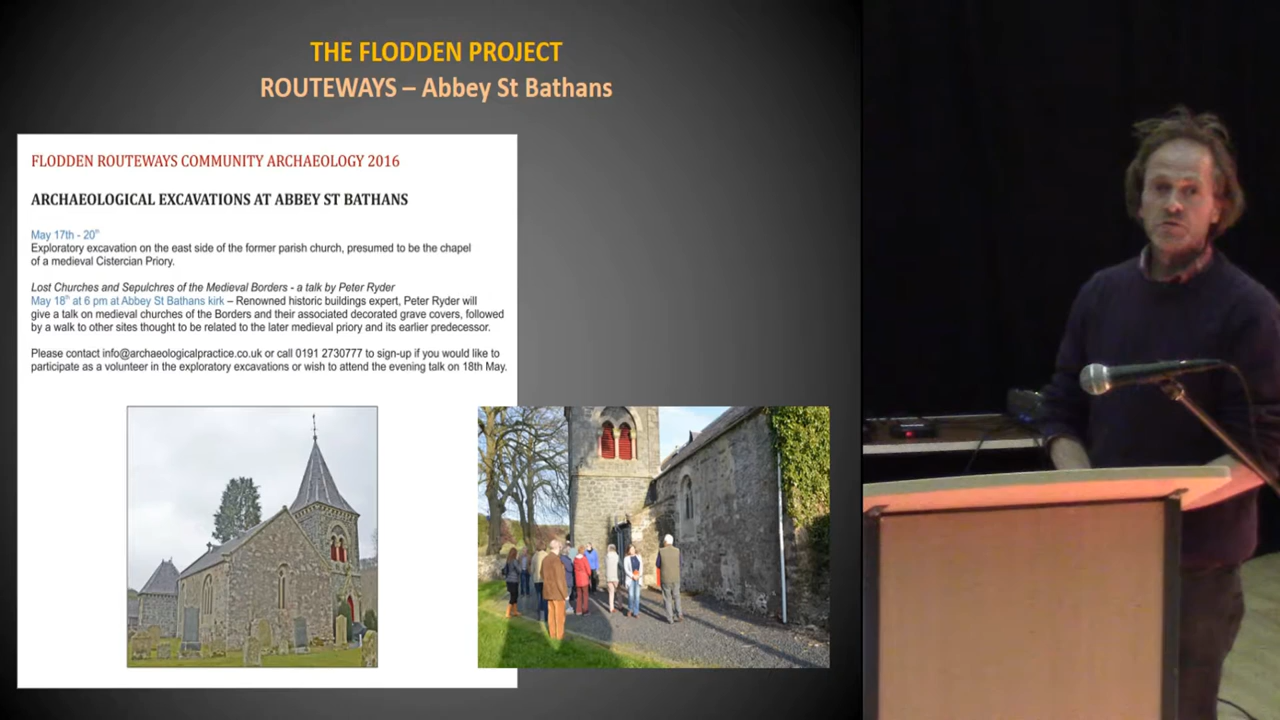 THE FLODDEN PROJECT
ROUTEWAYS – Abbey St Bathans
FLODDEN ROUTEWAYS COMMUNITY ARCHAEOLOGY 2016
ARCHAEOLOGICAL EXCAVATIONS AT ABBEY ST BATHANS
May 17th - 20th
Exploratory excavation on the east side of the former parish church, presumed to be the chapel
of a medieval Cistercian Priory.
Lost Churches and Sepulchres of the Medieval Borders - a talk by Peter Ryder
May 18th at 6 pm at Abbey St Bathans kirk – Renowned historic buildings expert, Peter Ryder will
give a talk on medieval churches of the Borders and their associated decorated grave covers, followed
by a walk to other sites thought to be related to the later medieval priory and its earlier predecessor.
Please contact info@archaeologicalpractice.co.uk or call 0191 2730777 to sign-up if you would like to
participate as a volunteer in the exploratory excavations or wish to attend the evening talk on 18th May.